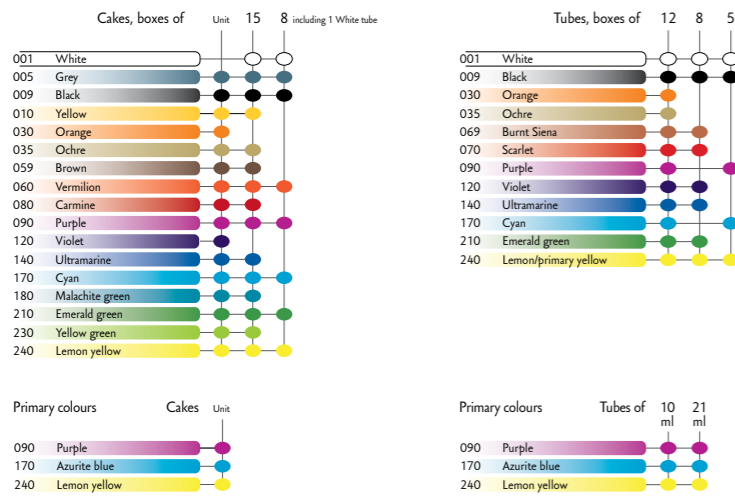 Cakes, boxes of Unit 15 8 including 1 White tube
001 White
005 Grey
009 Black
010 Yellow
030 Orange
035 Ochre
059 Brown
060 Vermilion
080 Carmine
090 Purple
120 Violet
140 Ultramarine
170 Cyan
180 Malachite green
210 Emerald green
230 Yellow green
240 Lemon yellow
Tubes, boxes of 12 8 5
001 White
009 Black
030 Orange
035 Ochre
069 Burnt Siena
070 Scarlet
090 Purple
120 Violet
140 Ultramarine
170 Cyan
210 Emerald green
240 Lemon/primary yellow
Primary colours Cakes Unit
090 Purple
170 Azurite blue
240 Lemon yellow
Primary colours Tubes of 10 21
ml ml
090 Purple
170 Azurite blue
240 Lemon yellow